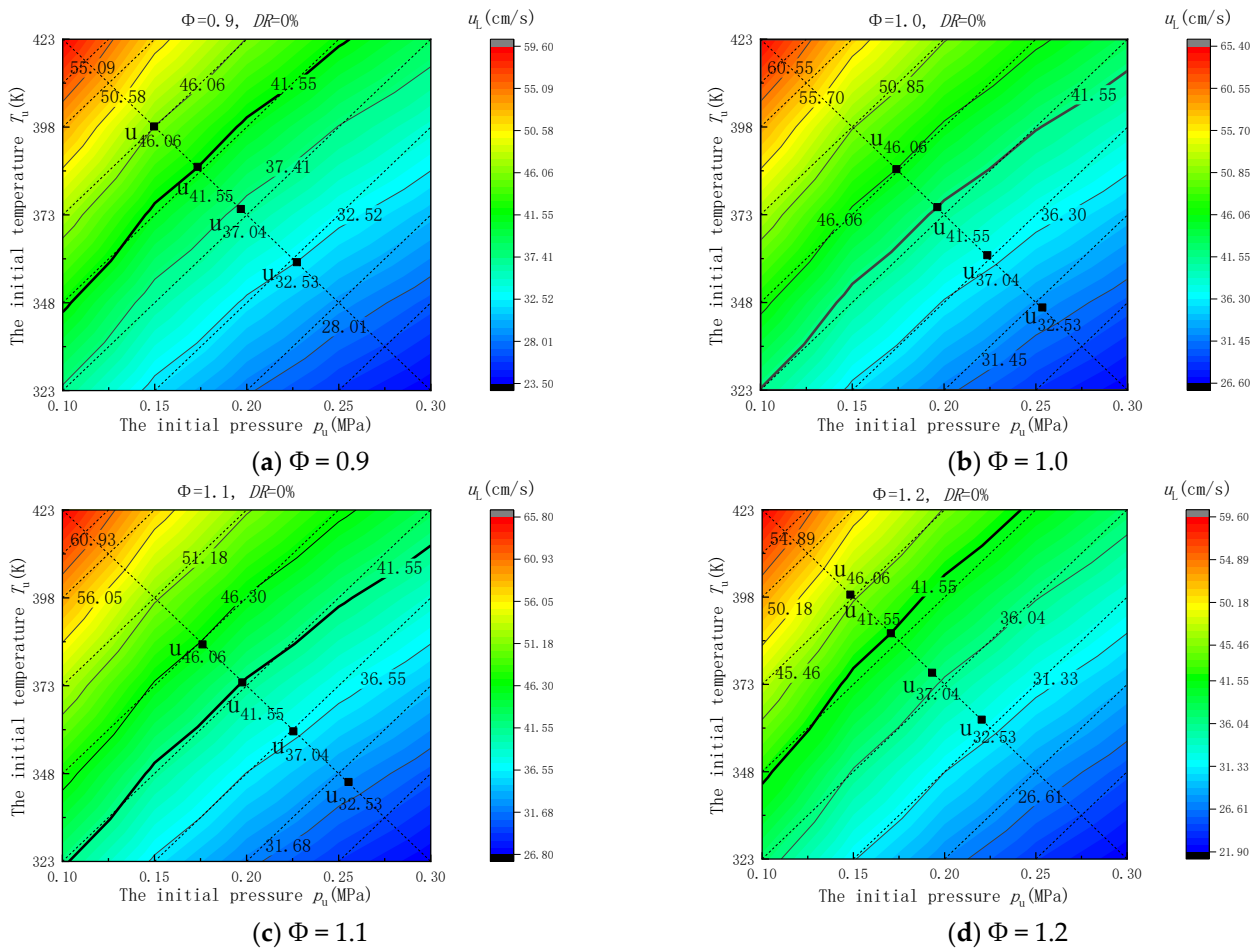 Φ=0.9, DR=0%
u_L(cm/s)
423
398
373
348
323
0.10 0.15 0.20 0.25 0.30
The initial temperature T_u(K)
The initial pressure p_u(MPa)
55.09
50.58
46.06
41.55
37.41
32.52
28.01
u46.06
u41.55
u37.04
u32.53
59.60
55.09
50.58
46.06
41.55
37.41
32.52
28.01
23.50
(a) Φ = 0.9
Φ=1.0, DR=0%
u_L(cm/s)
423
398
373
348
323
0.10 0.15 0.20 0.25 0.30
The initial temperature T_u(K)
The initial pressure p_u(MPa)
60.55
55.70
50.85
46.06
41.55
36.30
31.45
u46.06
u41.55
u37.04
u32.53
65.40
60.55
55.70
50.85
46.06
41.55
36.30
31.45
26.60
(b) Φ = 1.0
Φ=1.1, DR=0%
u_L(cm/s)
423
398
373
348
323
0.10 0.15 0.20 0.25 0.30
The initial temperature T_u(K)
The initial pressure p_u(MPa)
60.93
56.05
51.18
46.30
41.55
36.55
31.68
u46.06
u41.55
u37.04
u32.53
65.80
60.93
56.05
51.18
46.30
41.55
36.55
31.68
26.80
(c) Φ = 1.1
Φ=1.2, DR=0%
u_L(cm/s)
423
398
373
348
323
0.10 0.15 0.20 0.25 0.30
The initial temperature T_u(K)
The initial pressure p_u(MPa)
54.89
50.18
45.46
41.55
36.04
31.33
26.61
u46.06
u41.55
u37.04
u32.53
59.60
54.89
50.18
45.46
41.55
36.04
31.33
26.61
21.90
(d) Φ = 1.2